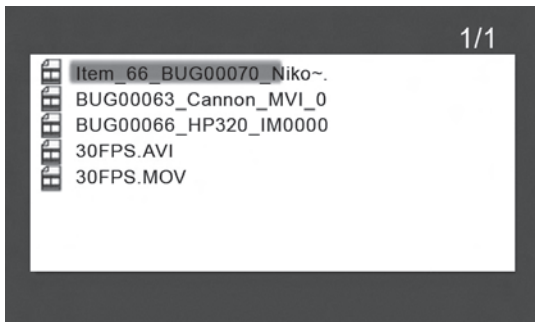 1/1
Item_66_BUG00070_Niko~.
BUG00063_Cannon_MVI_0
BUG00066_HP320_IM0000
30FPS.AVI
30FPS.MOV